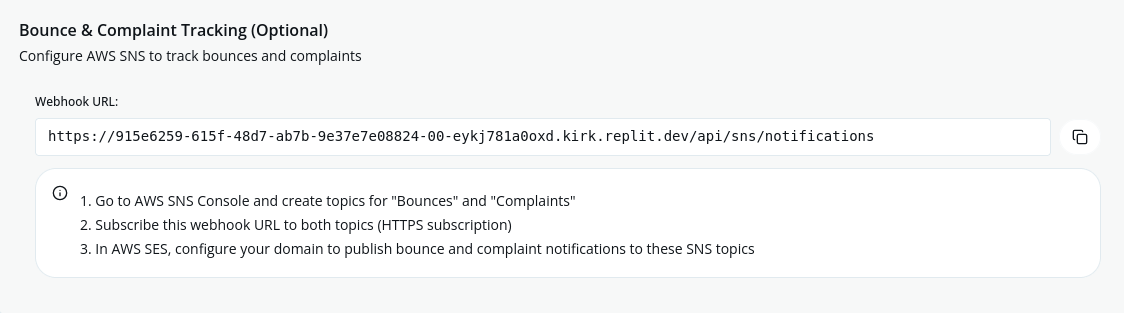 Bounce & Complaint Tracking (Optional)
Configure AWS SNS to track bounces and complaints
Webhook URL:
https://915e6259-615f-48d7-ab7b-9e37e7e08824-00-eykj781a0oxd.kirk.replit.dev/api/sns/notifications
1. Go to AWS SNS Console and create topics for "Bounces" and "Complaints"
2. Subscribe this webhook URL to both topics (HTTPS subscription)
3. In AWS SES, configure your domain to publish bounce and complaint notifications to these SNS topics